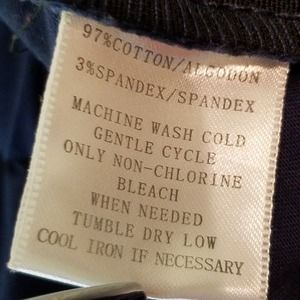 97%COTTON/ALGODON
3%SPANDEX/SPANDEX
MACHINE WASH COLD
GENTLE CYCLE
ONLY NON-CHLORINE
BLEACH
WHEN NEEDED
TUMBLE DRY LOW
COOL IRON IF NECESSARY